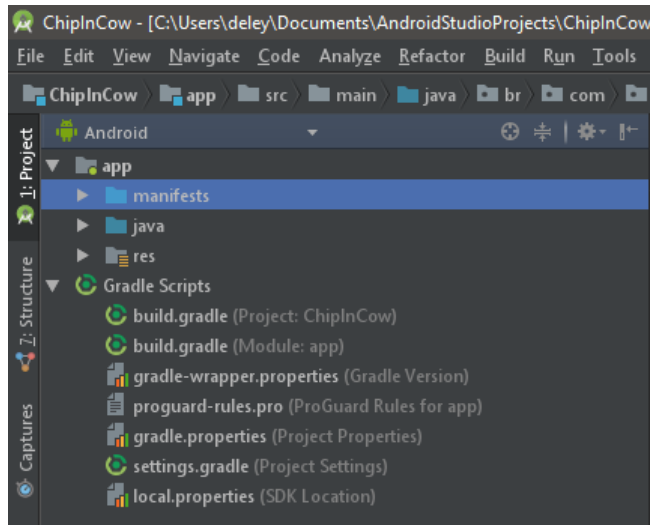 ChipInCow - [C:\Users\deley\Documents\AndroidStudioProjects\ChipInCow
File Edit View Navigate Code Analyze Refactor Build Run Tools
ChipInCow app src main java br com
1: Project
Android
app
manifests
java
res
7: Structure
Gradle Scripts
build.gradle (Project: ChipInCow)
build.gradle (Module: app)
gradle-wrapper.properties (Gradle Version)
proguard-rules.pro (ProGuard Rules for app)
Captures
gradle.properties (Project Properties)
settings.gradle (Project Settings)
local.properties (SDK Location)